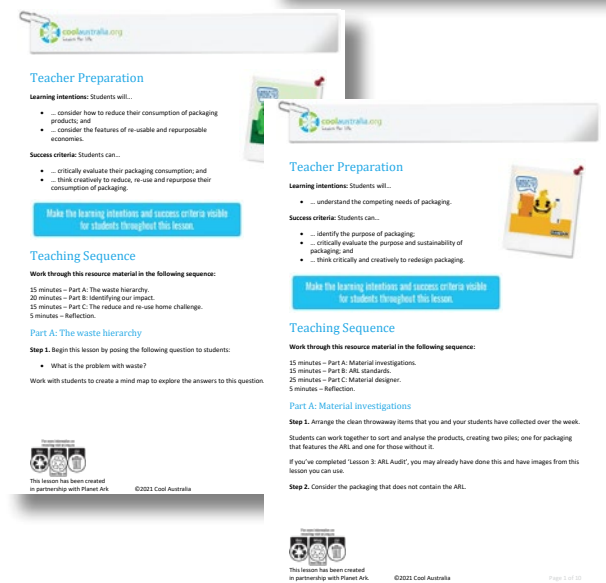 coolaustralia.org
learn for life
Teacher Preparation
Learning intentions: Students will...
• ... consider how to reduce their consumption of packaging
products; and
• ... consider the features of re-usable and repurposable
economies.
Success criteria: Students can...
• ... critically evaluate their packaging consumption; and
• ... think creatively to reduce, re-use and repurpose their
consumption of packaging.
Make the learning intentions and success criteria visible
for students throughout this lesson.
Teaching Sequence
Work through this resource material in the following sequence:
15 minutes – Part A: The waste hierarchy.
20 minutes – Part B: Identifying our impact.
15 minutes – Part C: The reduce and re-use home challenge.
5 minutes – Reflection.
Part A: The waste hierarchy
Step 1. Begin this lesson by posing the following question to students:
• What is the problem with waste?
Work with students to create a mind map to explore the answers to this question.
This lesson has been created
in partnership with Planet Ark
©2021 Cool Australia
coolaustralia.org
learn for life
Teacher Preparation
Learning intentions: Students will...
• ... understand the competing needs of packaging.
Success criteria: Students can...
• ... identify the purpose of packaging;
• ... critically evaluate the purpose and sustainability of
packaging; and
• ... think critically and creatively to redesign packaging.
Make the learning intentions and success criteria visible
for students throughout this lesson.
Teaching Sequence
Work through this resource material in the following sequence:
15 minutes – Part A: Material investigations.
15 minutes – Part B: ARL standards.
25 minutes – Part C: Material designer.
5 minutes – Reflection.
Part A: Material investigations
Step 1. Arrange the clean throwaway items that you and your students have collected over the week.
Students can work together to sort and analyse the products, creating two piles; one for packaging
that features the ARL and one for those without it.
If you've completed 'Lesson 3: ARL Audit', you may already have done this and have images from this
lesson you can use.
Step 2. Consider the packaging that does not contain the ARL.
This lesson has been created
in partnership with Planet Ark.
©2021 Cool Australia
Page 1 of 12